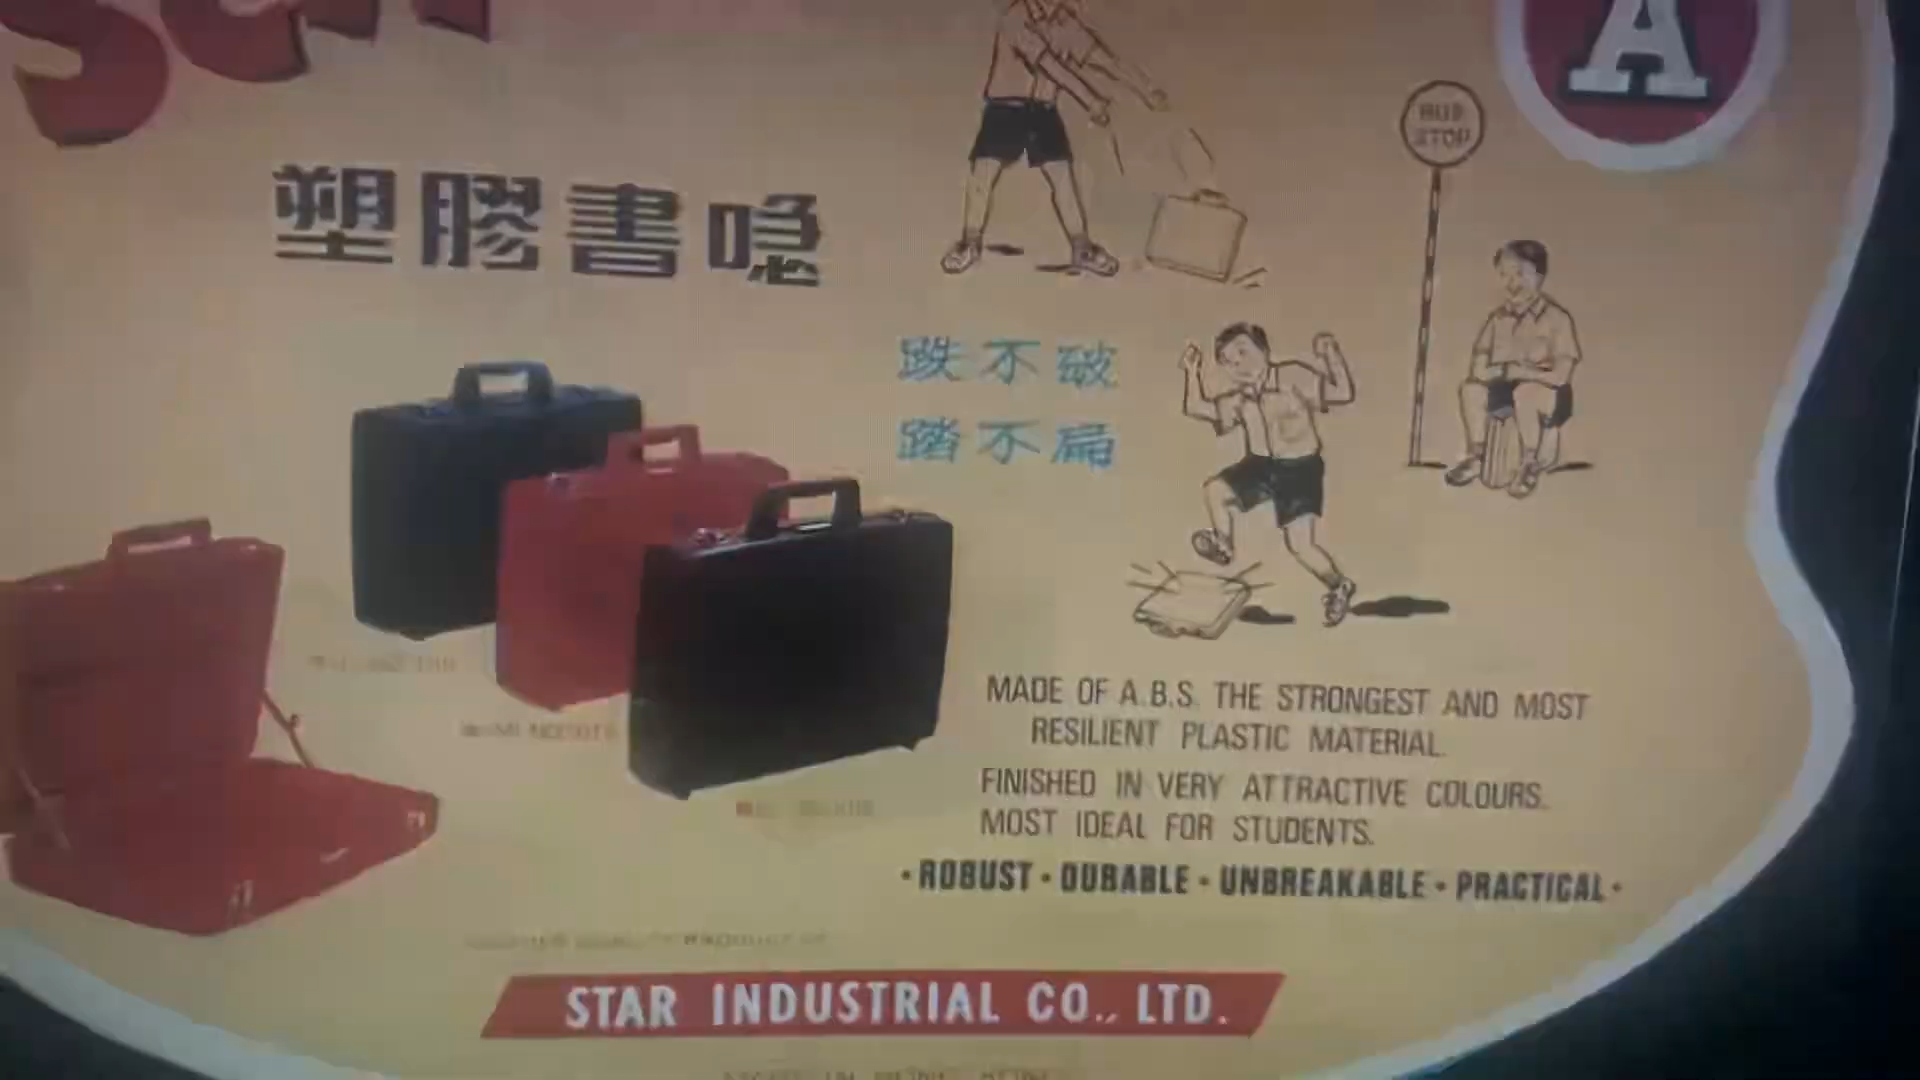 A
BUS
STOP
塑膠書喼
跌不破
踏不扁
MADE OF A.B.S. THE STRONGEST AND MOST
RESILIENT PLASTIC MATERIAL.
FINISHED IN VERY ATTRACTIVE COLOURS.
MOST IDEAL FOR STUDENTS.
· ROBUST · DURABLE · UNBREAKABLE · PRACTICAL ·
STAR INDUSTRIAL CO., LTD.